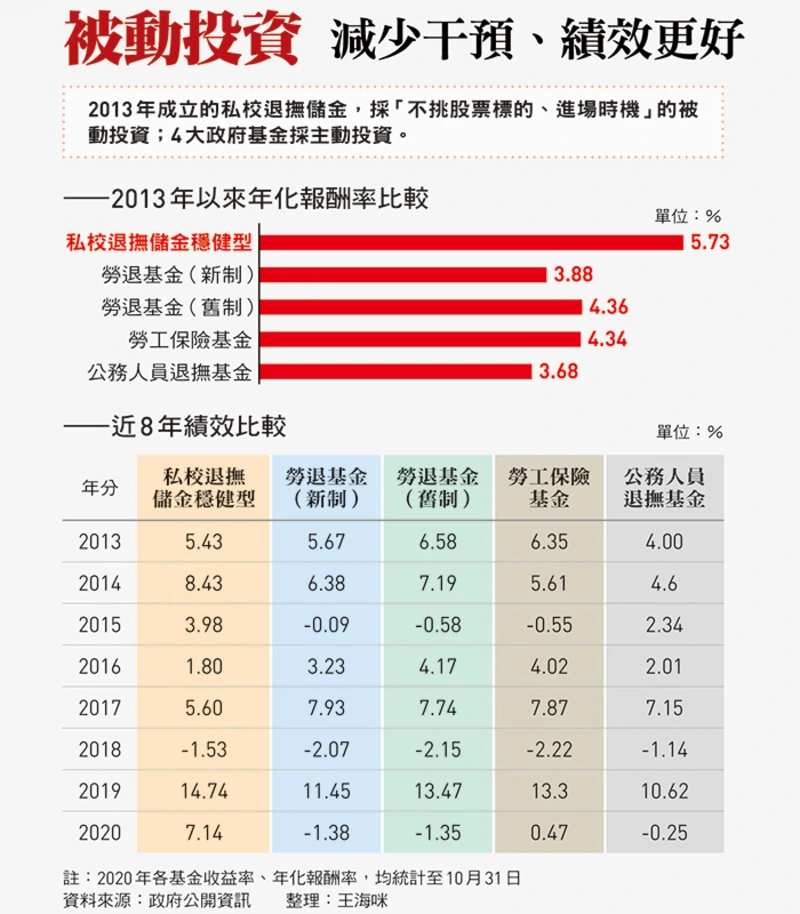 被動投資 減少干預、績效更好
2013年成立的私校退撫儲金，採「不挑股票標的、進場時機」的被
動投資；4大政府基金採主動投資。
2013年以來年化報酬率比較
單位：%
私校退撫儲金穩健型 5.73
勞退基金（新制） 3.88
勞退基金（舊制） 4.36
勞工保險基金 4.34
公務人員退撫基金 3.68
近8年績效比較
單位：%
年分 私校退撫儲金穩健型 勞退基金（新制） 勞退基金（舊制） 勞工保險基金 公務人員退撫基金
2013 5.43 5.67 6.58 6.35 4.00
2014 8.43 6.38 7.19 5.61 4.6
2015 3.98 -0.09 -0.58 -0.55 2.34
2016 1.80 3.23 4.17 4.02 2.01
2017 5.60 7.93 7.74 7.87 7.15
2018 -1.53 -2.07 -2.15 -2.22 -1.14
2019 14.74 11.45 13.47 13.3 10.62
2020 7.14 -1.38 -1.35 0.47 -0.25
註：2020年各基金收益率、年化報酬率，均統計至10月31日
資料來源：政府公開資訊 整理：王海咪